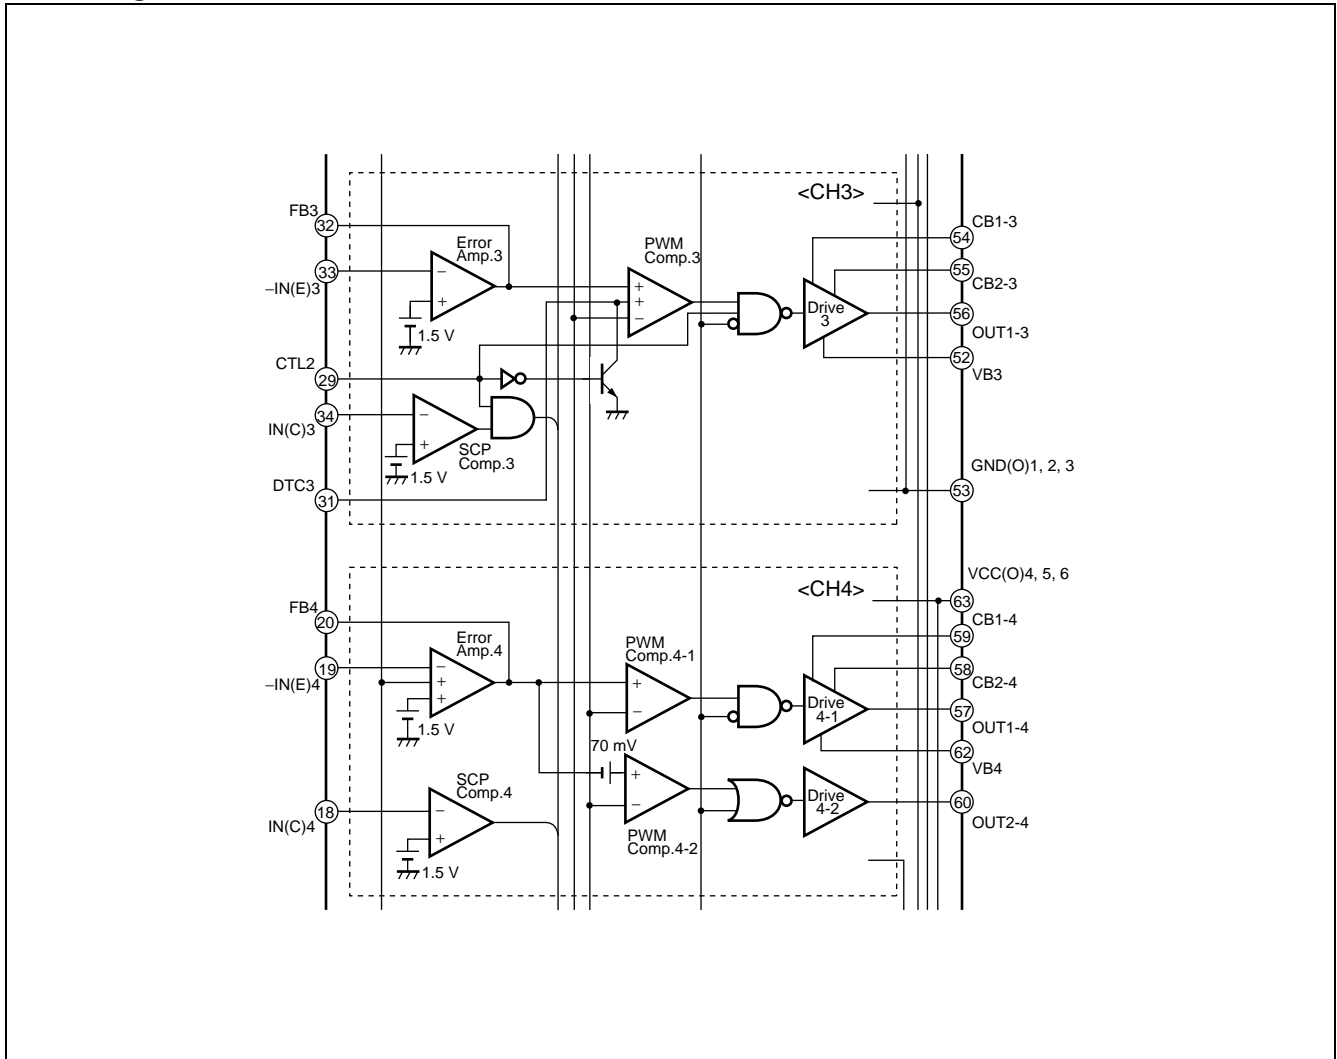 <CH3>
FB3
32
CB1-3
54
Error
Amp.3
PWM
Comp.3
33
−IN(E)3
−
+
1.5 V
+
+
−
55
CB2-3
Drive
3
56
OUT1-3
CTL2
29
52
VB3
34
IN(C)3
−
+
SCP
Comp.3
1.5 V
DTC3
31
GND(O)1, 2, 3
53
<CH4>
VCC(O)4, 5, 6
63
FB4
20
CB1-4
59
Error
Amp.4
PWM
Comp.4-1
19
−IN(E)4
−
+
+
1.5 V
+
−
58
CB2-4
Drive
4-1
57
OUT1-4
70 mV
62
VB4
SCP
Comp.4
18
IN(C)4
−
+
1.5 V
+
−
PWM
Comp.4-2
Drive
4-2
60
OUT2-4